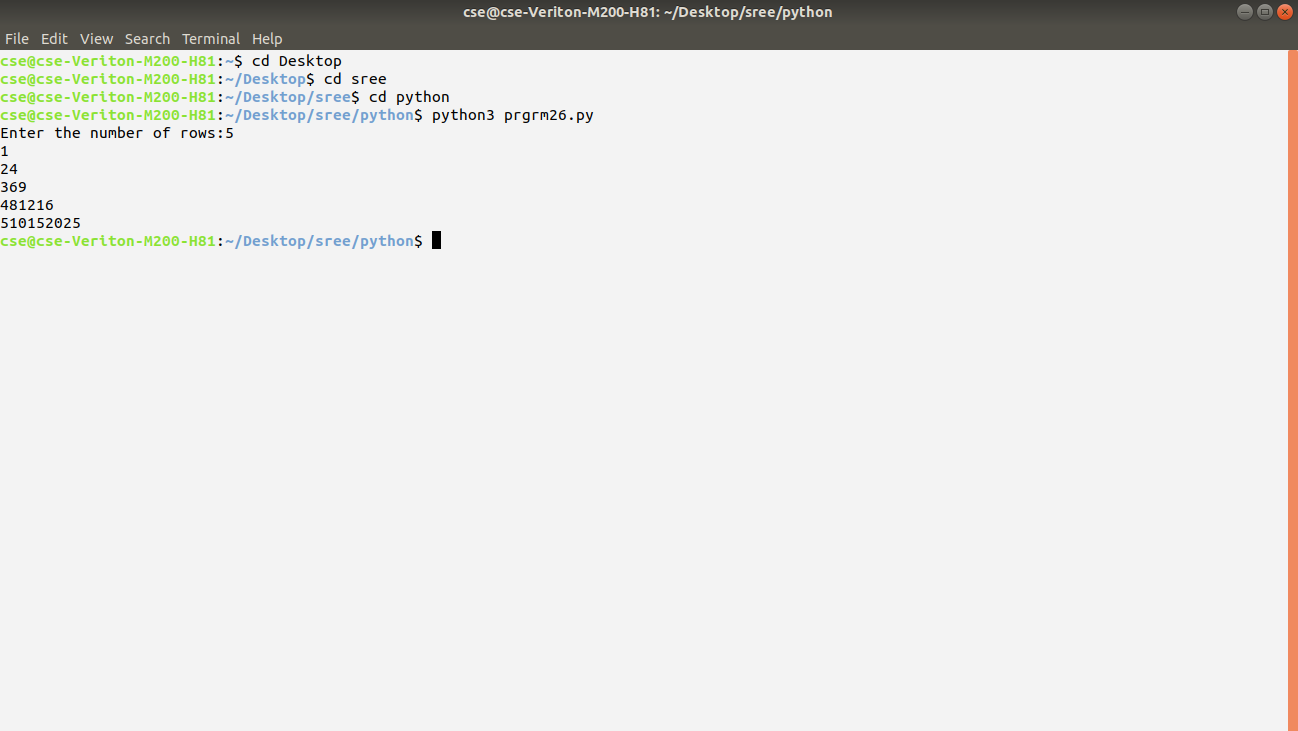 cse@cse-Veriton-M200-H81: ~/Desktop/sree/python
File Edit View Search Terminal Help
cse@cse-Veriton-M200-H81:~$ cd Desktop
cse@cse-Veriton-M200-H81:~/Desktop$ cd sree
cse@cse-Veriton-M200-H81:~/Desktop/sree$ cd python
cse@cse-Veriton-M200-H81:~/Desktop/sree/python$ python3 prgrm26.py
Enter the number of rows:5
1
24
369
481216
510152025
cse@cse-Veriton-M200-H81:~/Desktop/sree/python$